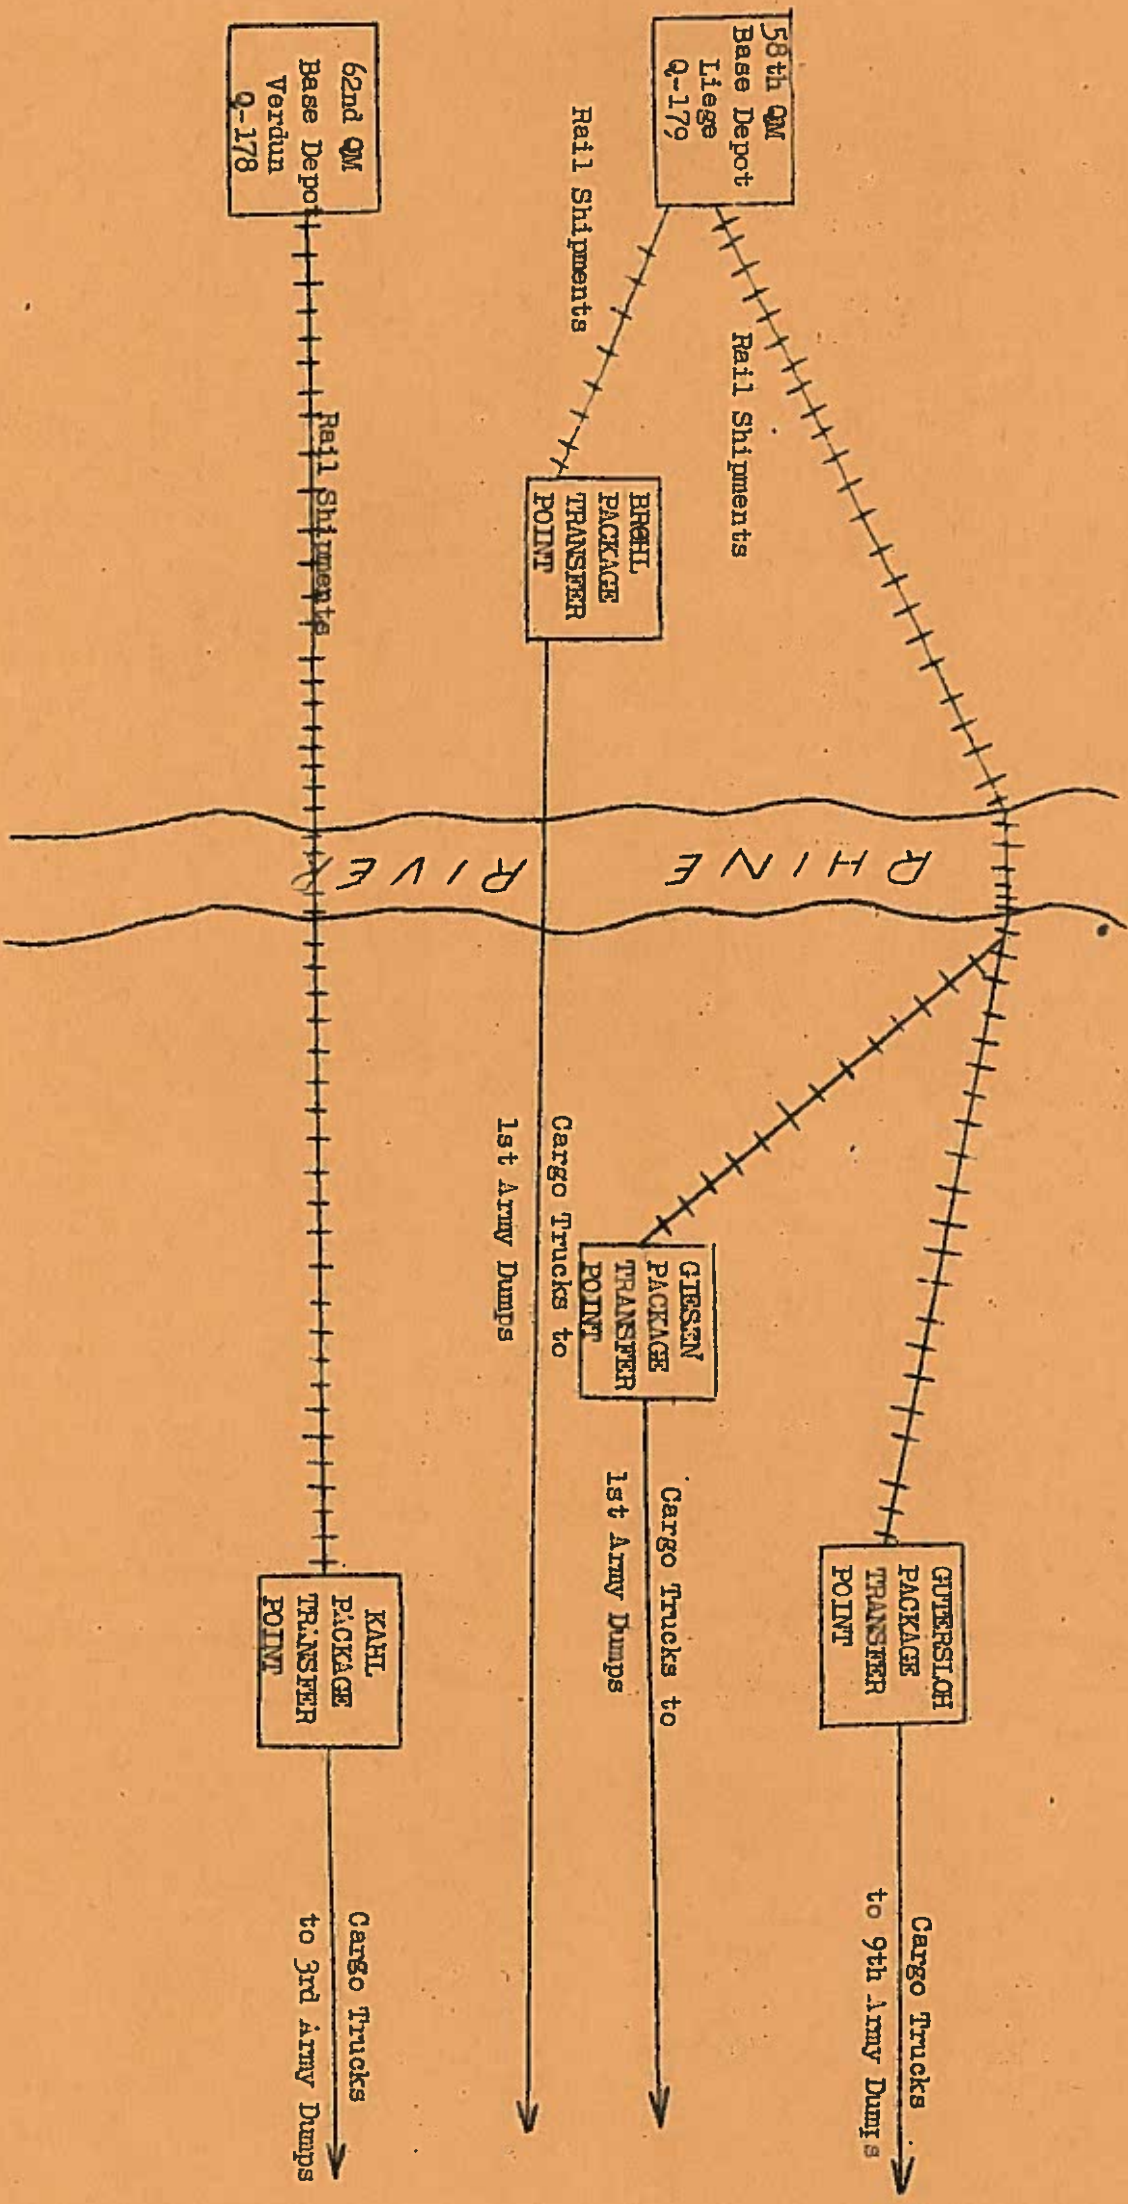 58th QM
Base Depot
Liege
Q-179
Rail Shipments
Rail Shipments
62nd QM
Base Depot
Verdun
Q-178
Rail Shipments
BROHL
PACKAGE
TRANSFER
POINT
RHINE RIVER
GIESEN
PACKAGE
TRANSFER
POINT
Cargo Trucks to
1st Army Dumps
Cargo Trucks to
1st Army Dumps
GUTERSLOH
PACKAGE
TRANSFER
POINT
Cargo Trucks
to 9th Army Dumps
KAHL
PACKAGE
TRANSFER
POINT
Cargo Trucks
to 3rd Army Dumps